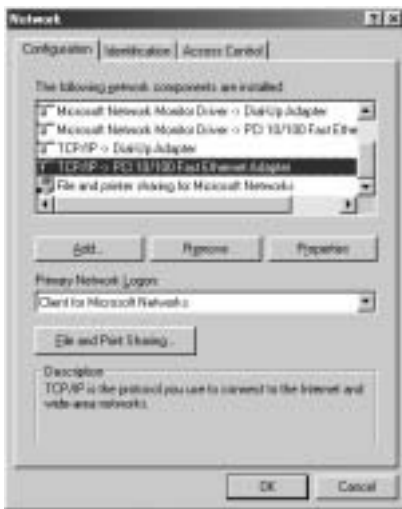 Network
Configuration Identification Access Control
The following network components are installed:
Microsoft Network Monitor Driver -> Dial-Up Adapter
Microsoft Network Monitor Driver -> PCI 10/100 Fast Ethe
TCP/IP -> Dial-Up Adapter
TCP/IP -> PCI 10/100 Fast Ethernet Adapter
File and printer sharing for Microsoft Networks
Add... Remove Properties
Primary Network Logon:
Client for Microsoft Networks
File and Print Sharing...
Description
TCP/IP is the protocol you use to connect to the Internet and
wide-area networks.
OK Cancel